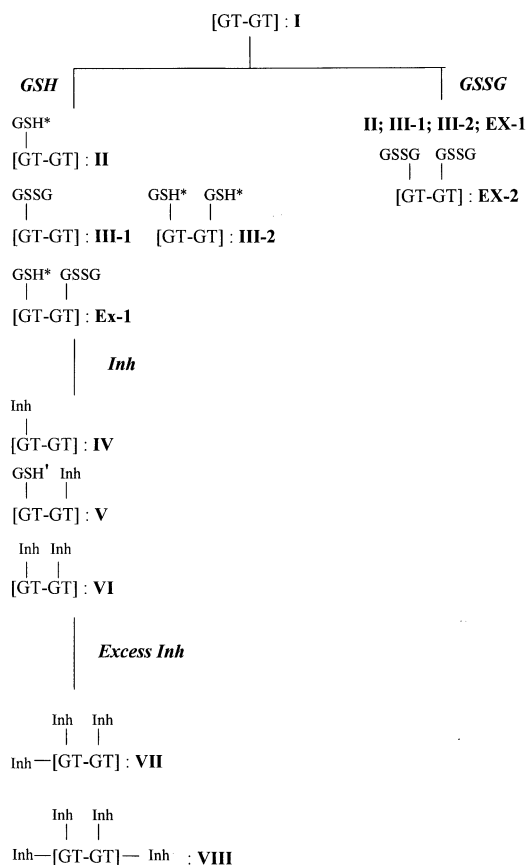 [GT-GT] : I
GSH
GSSG
GSH*
[GT-GT] : II
II; III-1; III-2; EX-1
GSSG GSSG
[GT-GT] : EX-2
GSSG
[GT-GT] : III-1
GSH* GSH*
[GT-GT] : III-2
GSH* GSSG
[GT-GT] : Ex-1
Inh
Inh
[GT-GT] : IV
GSH' Inh
[GT-GT] : V
Inh Inh
[GT-GT] : VI
Excess Inh
Inh Inh
Inh—[GT-GT] : VII
Inh Inh
Inh—[GT-GT]— Inh : VIII